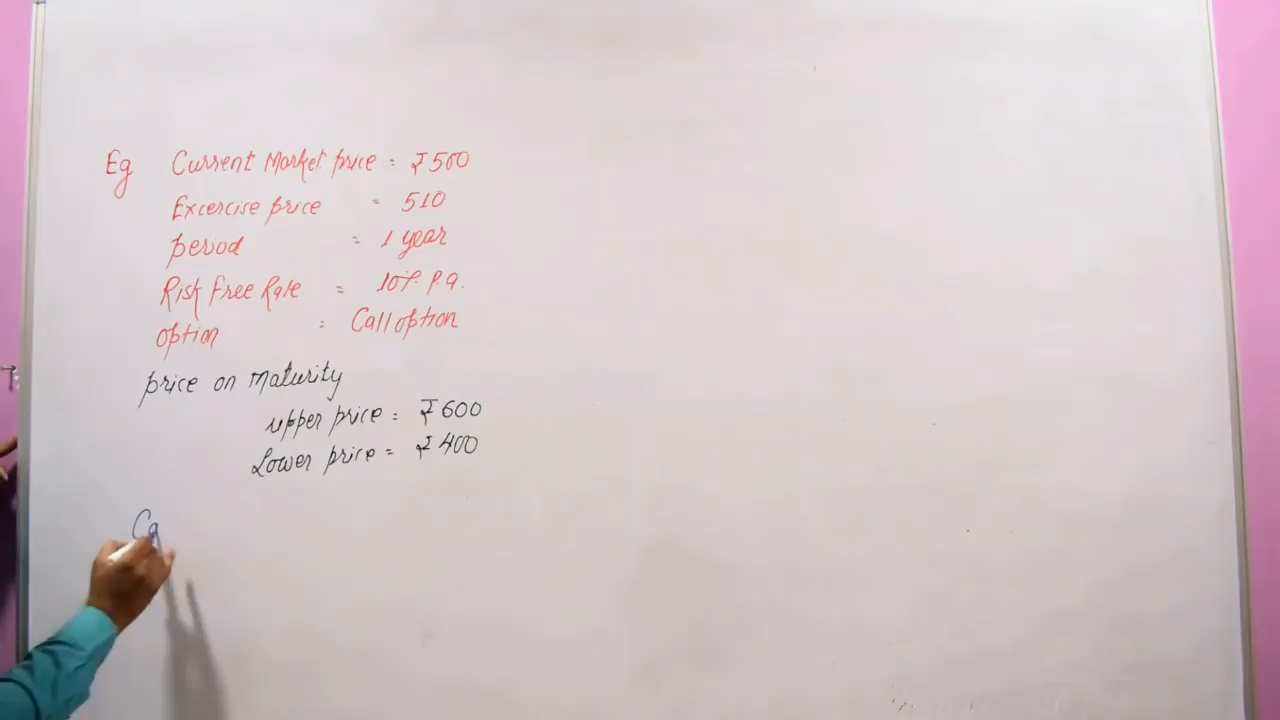 Eg Current Market price = ₹500
Excercise price = 510
period = 1 year
Risk Free Rate = 10% P.a.
option = Call option
price on Maturity
upper price = ₹600
Lower price = ₹400
Ca